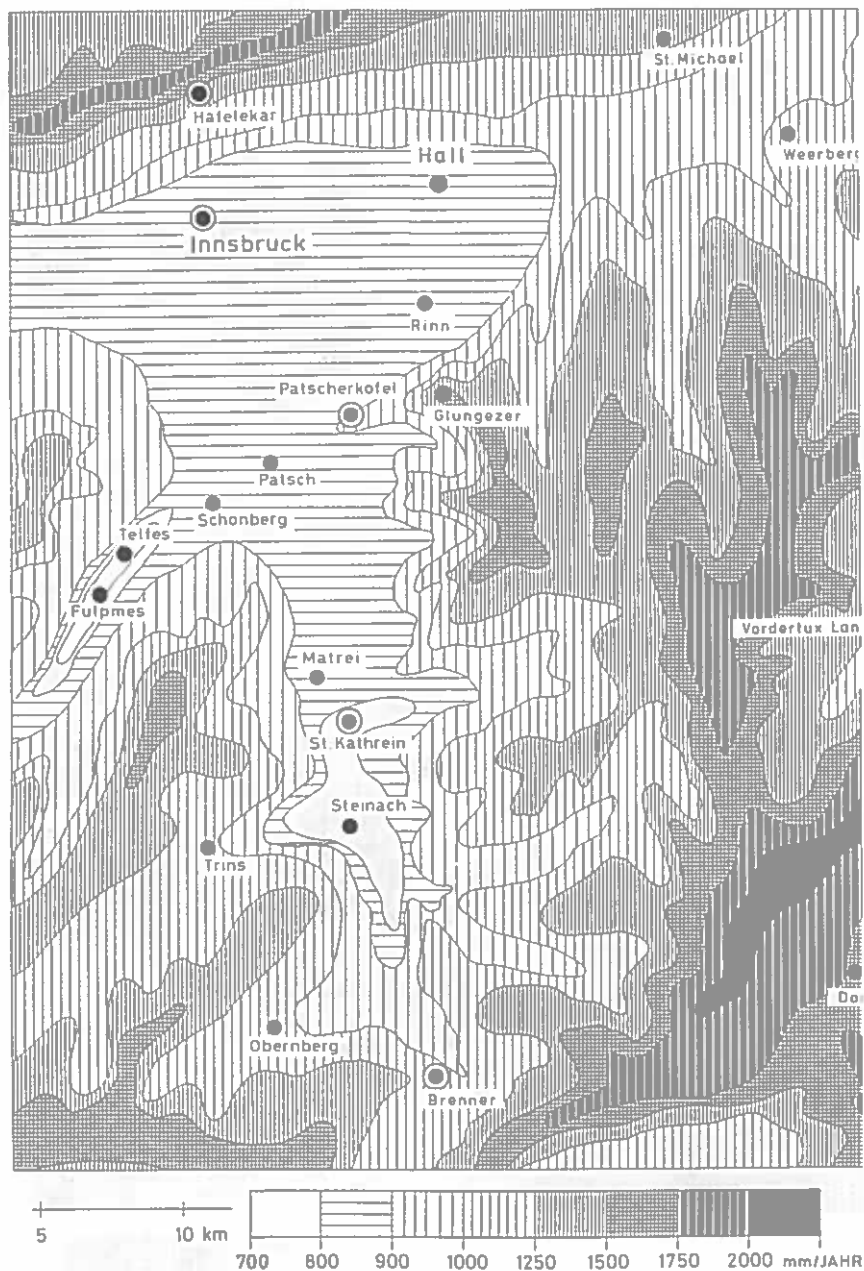 St. Michael
Hafelekar
Weerberg
Hall
Innsbruck
Rinn
Patscherkofel
Glungezer
Patsch
Schonberg
Telfes
Fulpmes
Vordertux Lan
Matrei
St. Kathrein
Steinach
Trins
Do
Obernberg
Brenner
5 10 km
700 800 900 1000 1250 1500 1750 2000 mm/JAHR